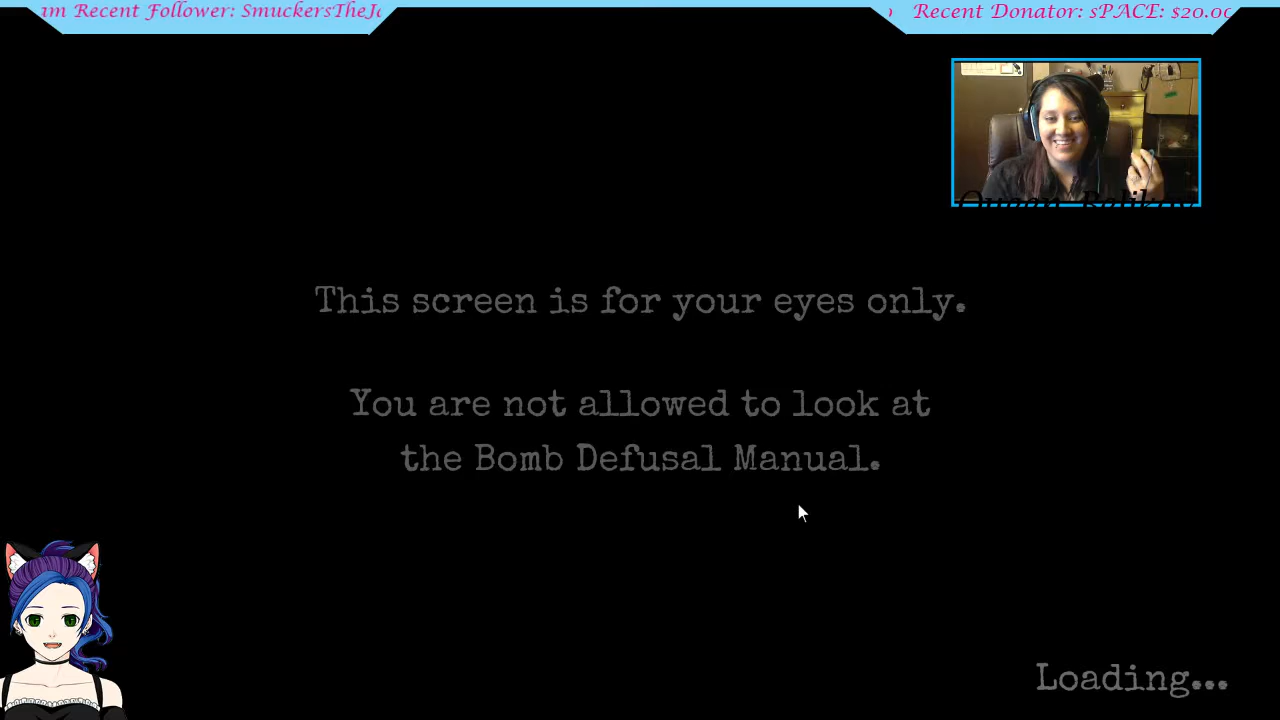 Recent Follower: SmuckersTheJ
Recent Donator: sPACE: $20.00
This screen is for your eyes only.
You are not allowed to look at
the Bomb Defusal Manual.
Loading...